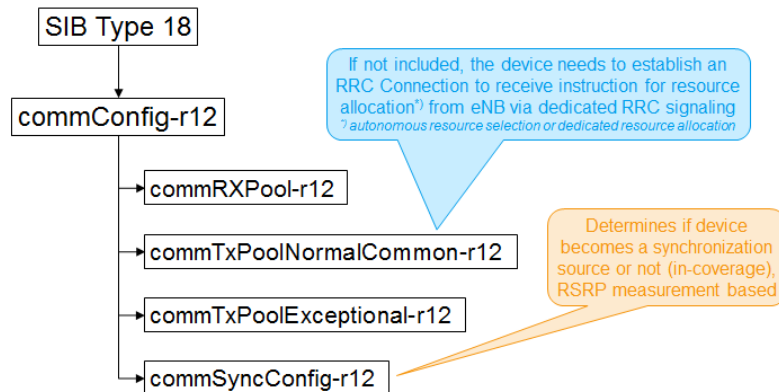 SIB Type 18
If not included, the device needs to establish an
RRC Connection to receive instruction for resource
allocation*) from eNB via dedicated RRC signaling
*) autonomous resource selection or dedicated resource allocation
commConfig-r12
commRXPool-r12
commTxPoolNormalCommon-r12
Determines if device
becomes a synchronization
source or not (in-coverage),
RSRP measurement based
commTxPoolExceptional-r12
commSyncConfig-r12